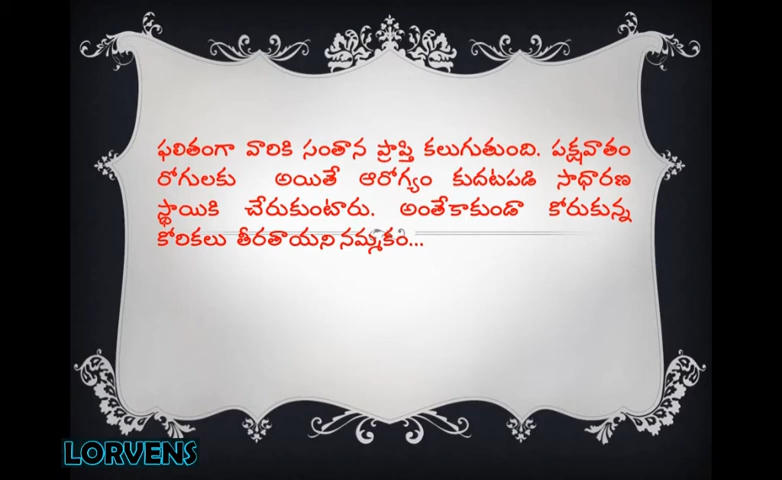 ఫలితంగా వారికి సంతాన ప్రాప్తి కలుగుతుంది. పక్షవాతం
రోగులకు అయితే ఆరోగ్యం కుదటపడి సాధారణ
స్థాయికి చేరుకుంటారు. అంతేకాకుండా కోరుకున్న
కోరికలు తీరతాయని నమ్మకం...
LORVENS